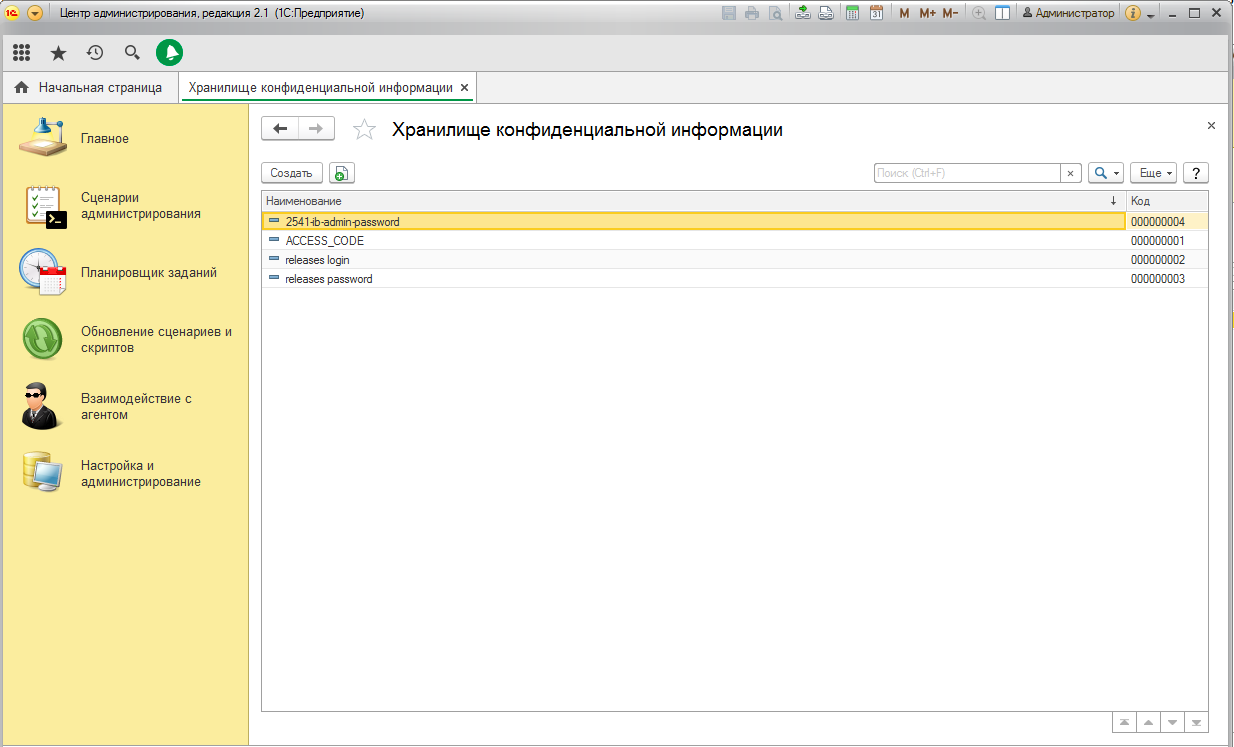 Центр администрирования, редакция 2.1 (1С:Предприятие)
31 M M+ M- Администратор
Начальная страница
Хранилище конфиденциальной информации
Главное
Сценарии
администрирования
Планировщик заданий
Обновление сценариев и
скриптов
Взаимодействие с
агентом
Настройка и
администрирование
Хранилище конфиденциальной информации
Создать
Поиск (Ctrl+F)
Еще
?
Наименование ↓ Код
2541-ib-admin-password 000000004
ACCESS_CODE 000000001
releases login 000000002
releases password 000000003